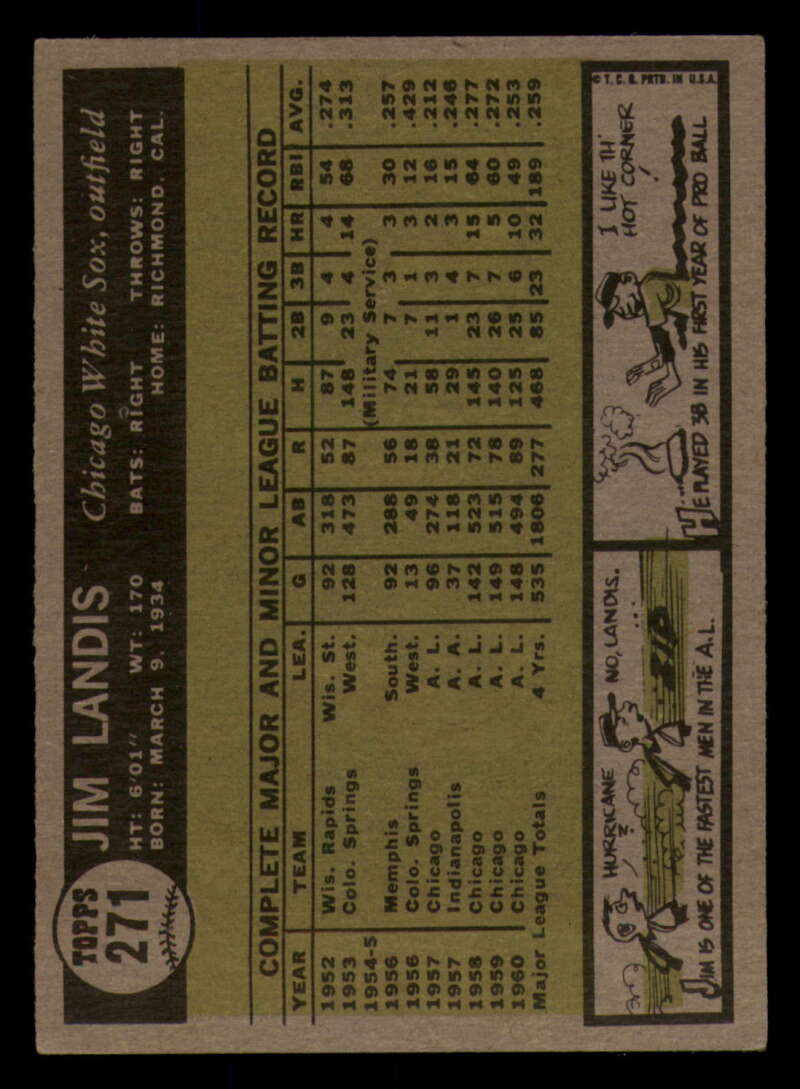 TOPPS
271
JIM LANDIS Chicago White Sox, outfield
HT: 6'01" WT: 170 BATS: RIGHT THROWS: RIGHT
BORN: MARCH 9, 1934 HOME: RICHMOND, CAL.
COMPLETE MAJOR AND MINOR LEAGUE BATTING RECORD
YEAR TEAM LEA. G AB R H 2B 3B HR RBI AVG.
1952 Wis. Rapids Wis. St. 92 318 52 87 9 4 4 54 .274
1953 Colo. Springs West. 128 473 87 148 23 4 14 68 .313
1954-5 (Military Service)
1956 Memphis South. 92 288 56 74 7 3 3 30 .257
1956 Colo. Springs West. 13 49 18 21 7 1 3 12 .429
1957 Chicago A. L. 96 274 38 58 11 3 2 16 .212
1957 Indianapolis A. A. 37 118 21 29 1 4 3 15 .246
1958 Chicago A. L. 142 523 72 145 23 7 15 64 .277
1959 Chicago A. L. 149 515 78 140 26 7 5 60 .272
1960 Chicago A. L. 148 494 89 125 25 6 10 49 .253
Major League Totals 4 Yrs. 535 1806 277 468 85 23 32 189 .259
HURRICANE
?
NO, LANDIS.
...
ZIP
JIM IS ONE OF THE FASTEST MEN IN THE A.L.
© T. C. G. PRTD. IN U.S.A.
I LIKE TH'
HOT CORNER
!
HE PLAYED 3B IN HIS FIRST YEAR OF PRO BALL